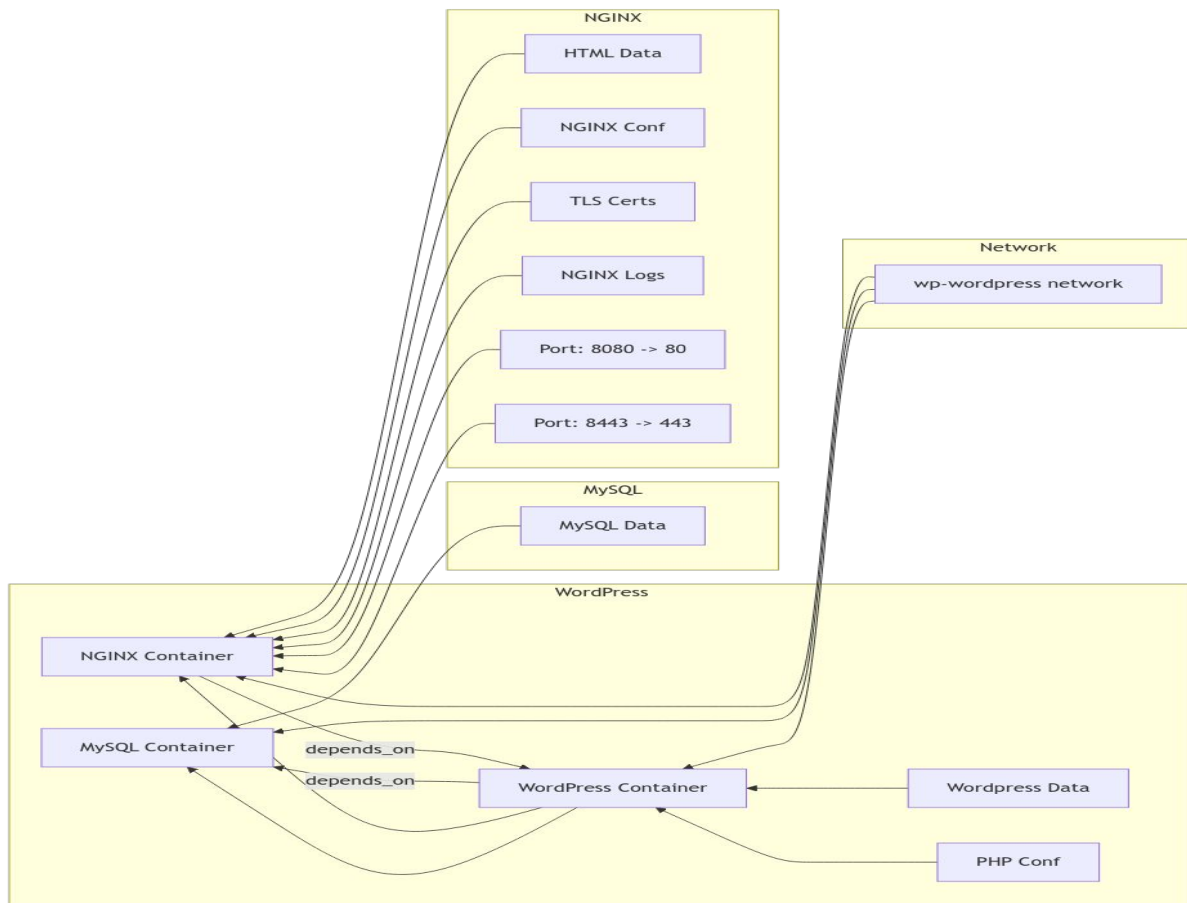 NGINX
HTML Data
NGINX Conf
TLS Certs
NGINX Logs
Port: 8080 -> 80
Port: 8443 -> 443
Network
wp-wordpress network
MySQL
MySQL Data
WordPress
NGINX Container
MySQL Container
depends_on
depends_on
WordPress Container
Wordpress Data
PHP Conf